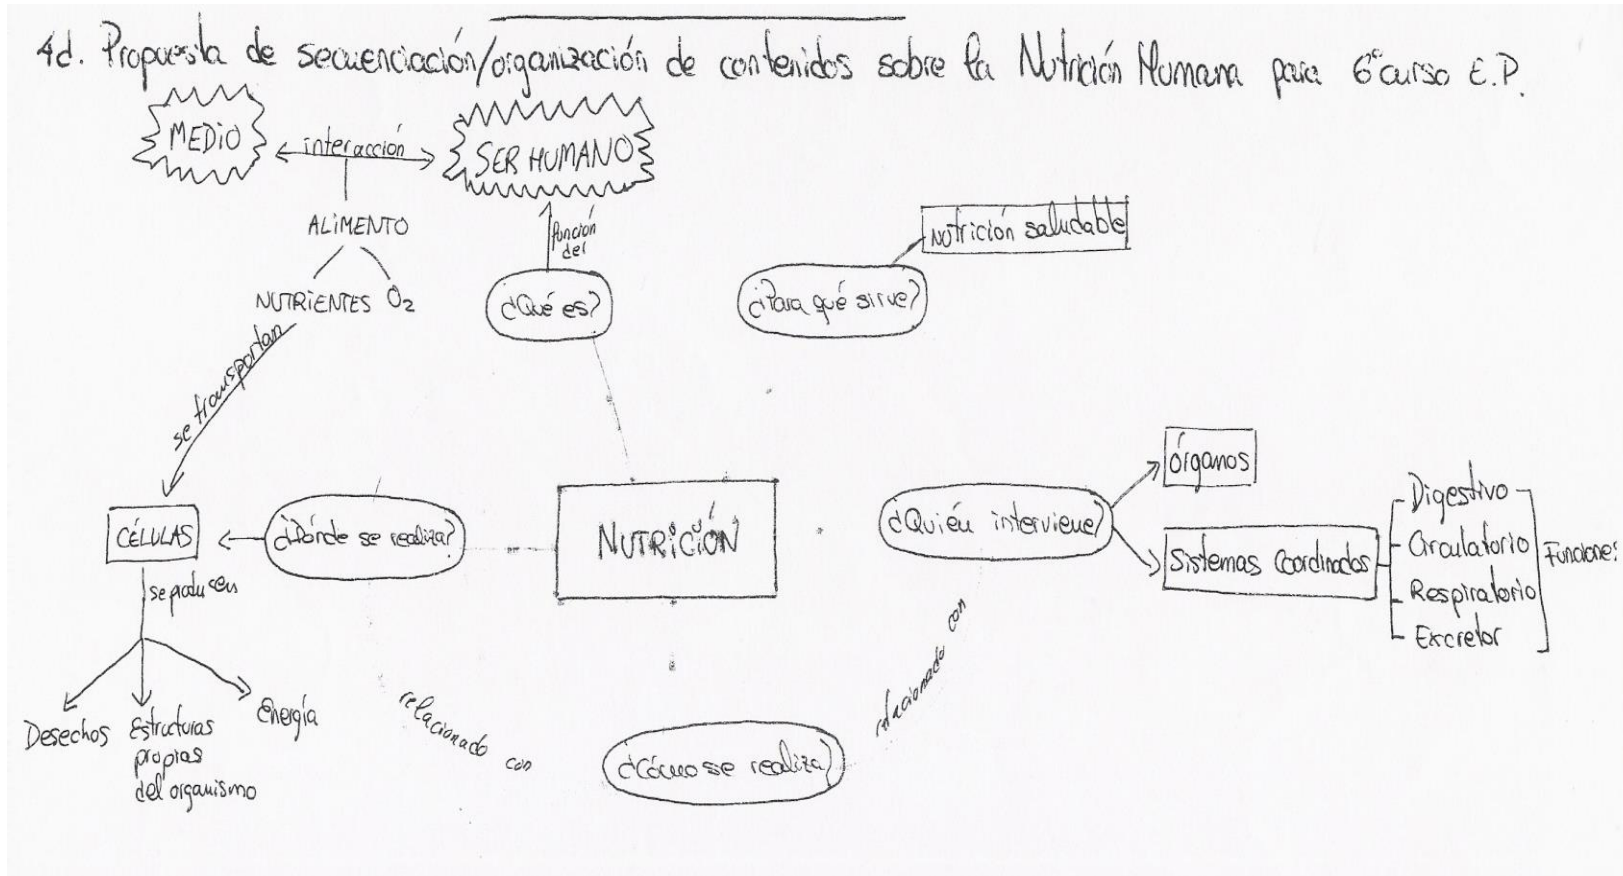 4d. Propuesta de secuenciación/organización de contenidos sobre la Nutrición Humana para 6º curso E.P.
MEDIO
interacción
SER HUMANO
ALIMENTO
NUTRIENTES O₂
función
del
¿Qué es?
¿Para qué sirve?
Nutrición saludable
se transportan
CÉLULAS
¿Dónde se realiza?
NUTRICIÓN
¿Quién interviene?
órganos
Sistemas Coordinados
Digestivo
Circulatorio
Respiratorio
Excretor
Funciones
se producen
Desechos
Estructuras
propias
del organismo
Energía
relacionado con
¿Cómo se realiza?
relacionado con